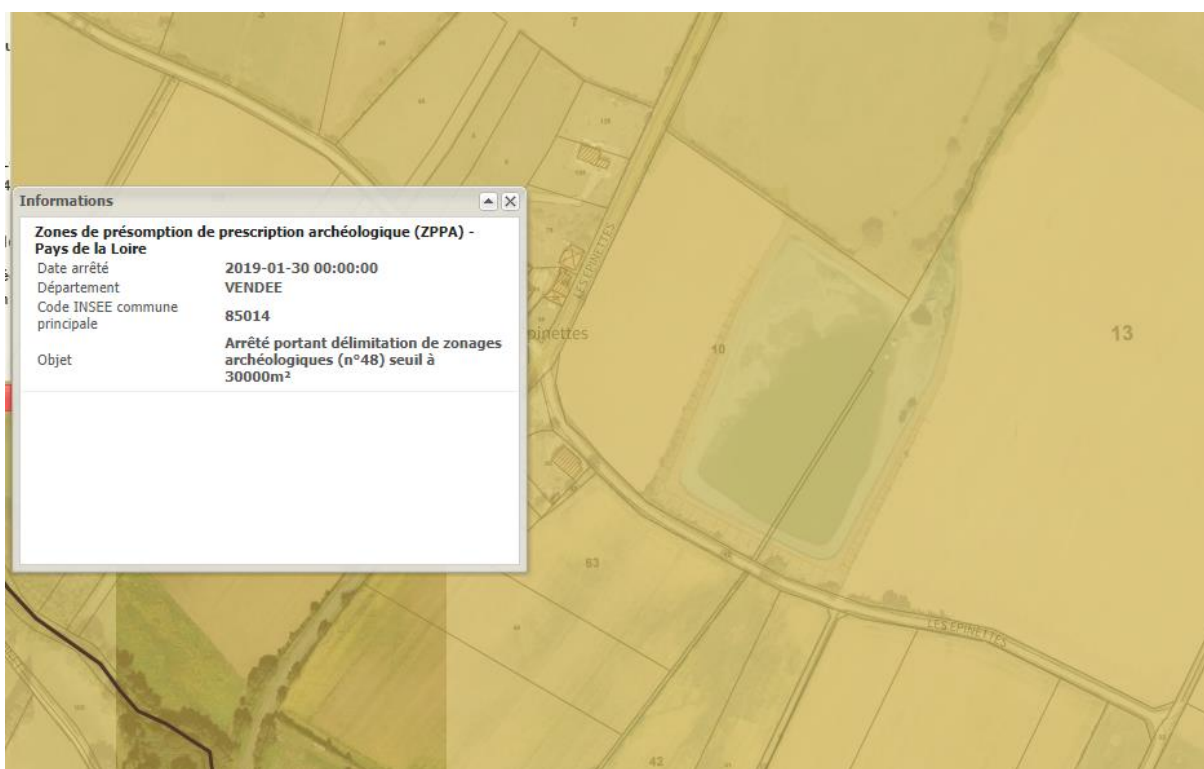 7
Informations
Zones de présomption de prescription archéologique (ZPPA) -
Pays de la Loire
Date arrêté 2019-01-30 00:00:00
Département VENDEE
Code INSEE commune
principale 85014
Objet Arrêté portant délimitation de zonages
archéologiques (n°48) seuil à
30000m²
LES EPINETTES
pinettes
10
13
63
LES EPINETTES
42